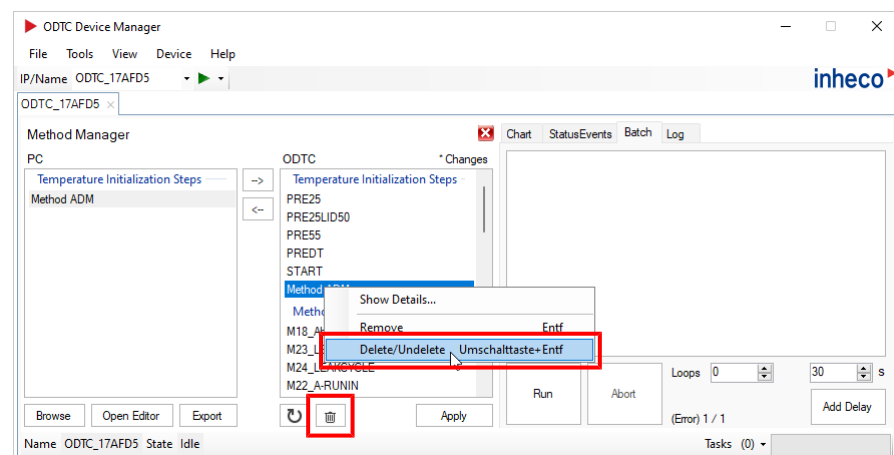 ODTC Device Manager
File Tools View Device Help
IP/Name ODTC_17AFD5
inheco
ODTC_17AFD5
Method Manager
Chart StatusEvents Batch Log
PC
ODTC * Changes
Temperature Initialization Steps
Method ADM
-->
<--
Temperature Initialization Steps
PRE25
PRE25LID50
PRE55
PREDT
START
Method ADM
Show Details...
Remove Entf
Delete/Undelete Umschalttaste+Entf
M24_LEAKCYCLE
M22_A-RUNIN
Browse Open Editor Export
Apply
Run Abort
Loops 0
30 s
(Error) 1 / 1
Add Delay
Name ODTC_17AFD5 State Idle
Tasks (0)